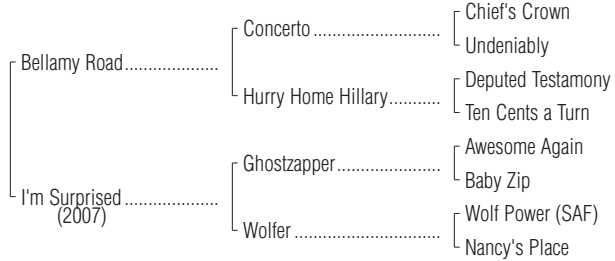 Chief's Crown
Concerto ...........................
Undeniably
Bellamy Road....................
Deputed Testamony
Hurry Home Hillary...........
Ten Cents a Turn
Awesome Again
Ghostzapper......................
Baby Zip
I'm Surprised ....................
(2007)
Wolf Power (SAF)
Wolfer ...............................
Nancy's Place